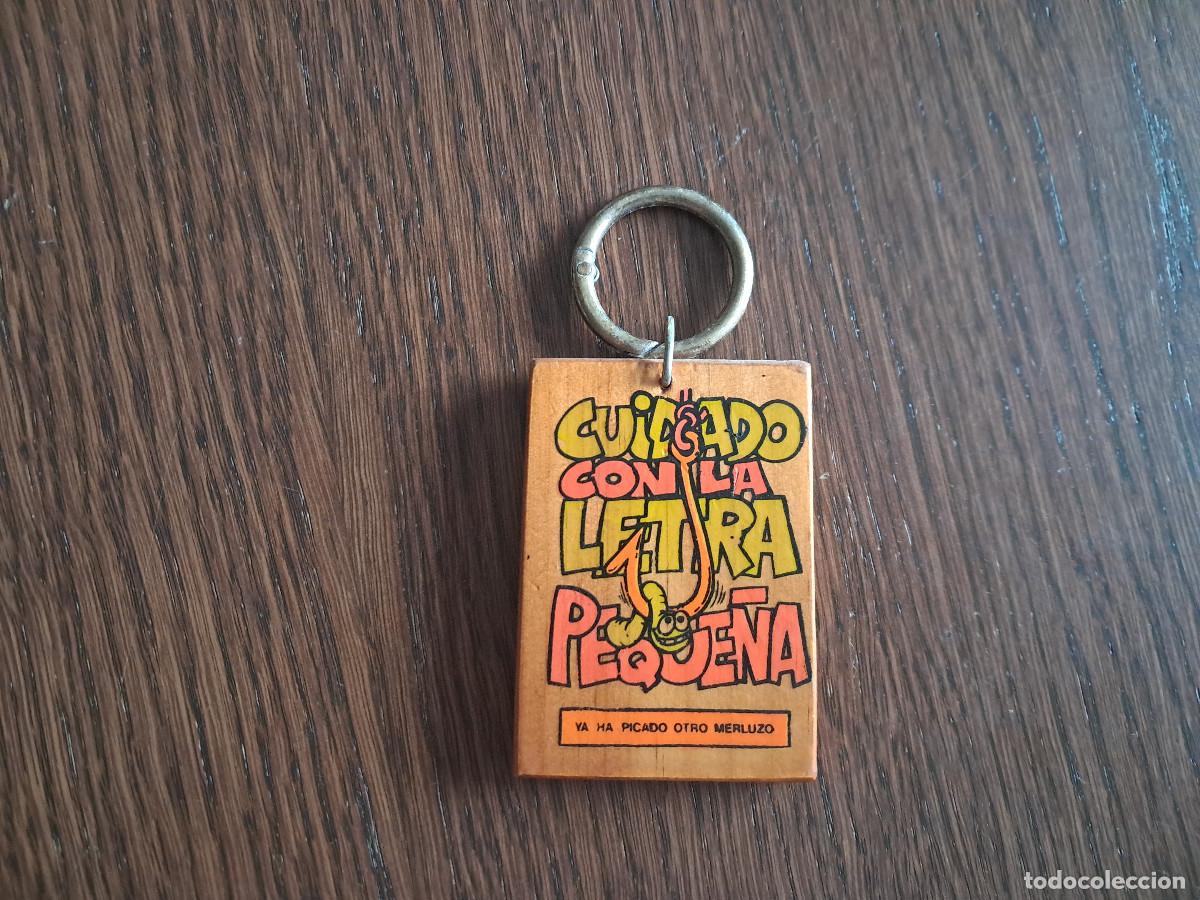 CUiDADO
CON LA
LETRA
PEQUEÑA
YA HA PICADO OTRO MERLUZO
todocoleccion